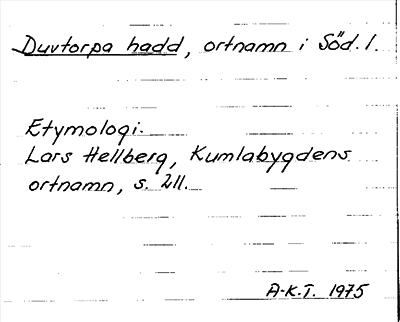 Duvtorpa hadd, ortnamn i Söd. l.
Etymologi.
Lars Hellberg, Kumlabygdens
ortnamn, s. 211.
A-K.T. 1975